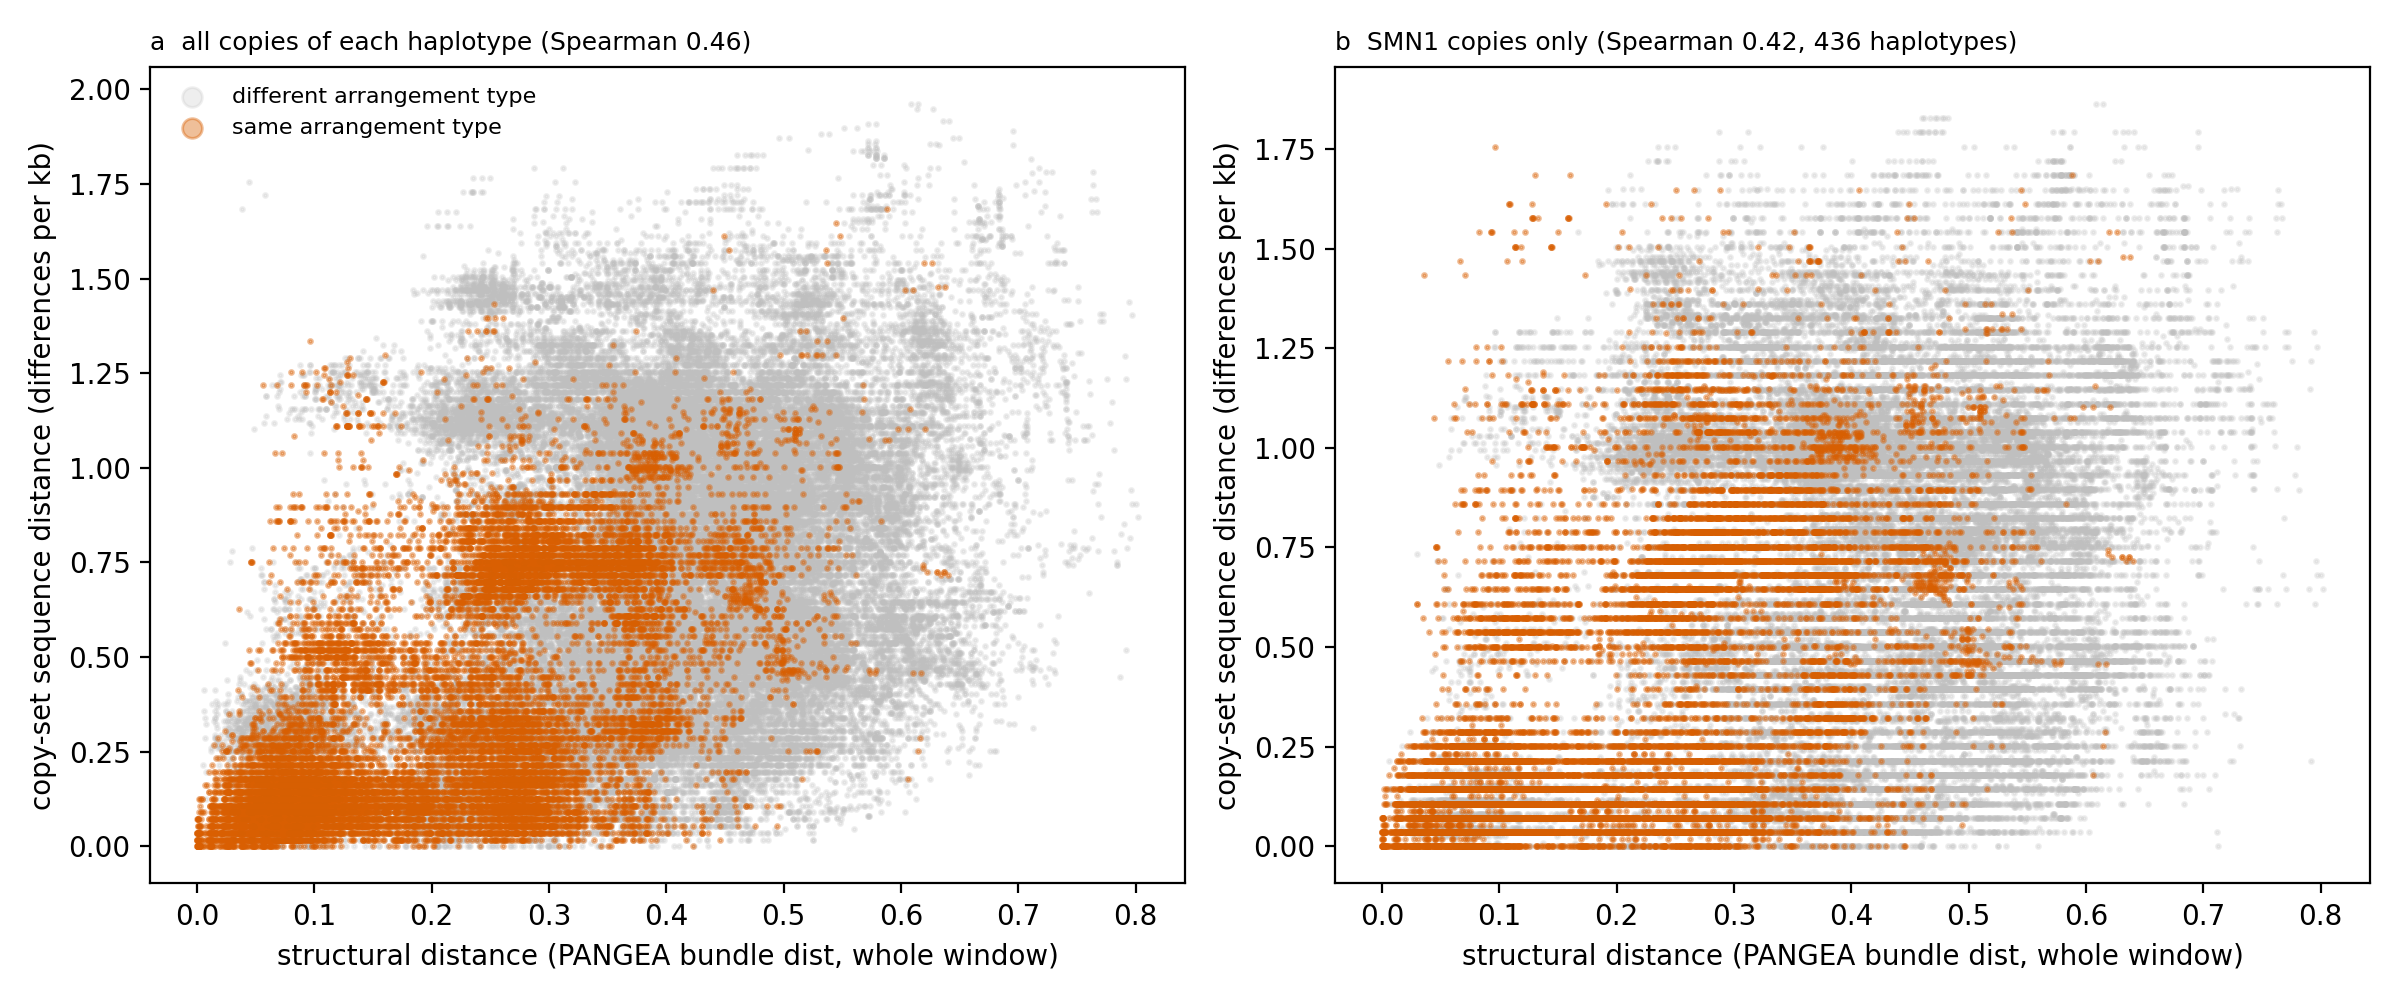 a  all copies of each haplotype (Spearman 0.46)
different arrangement type
same arrangement type
copy-set sequence distance (differences per kb)
2.00
1.75
1.50
1.25
1.00
0.75
0.50
0.25
0.00
0.0 0.1 0.2 0.3 0.4 0.5 0.6 0.7 0.8
structural distance (PANGEA bundle dist, whole window)
b  SMN1 copies only (Spearman 0.42, 436 haplotypes)
copy-set sequence distance (differences per kb)
1.75
1.50
1.25
1.00
0.75
0.50
0.25
0.00
0.0 0.1 0.2 0.3 0.4 0.5 0.6 0.7 0.8
structural distance (PANGEA bundle dist, whole window)